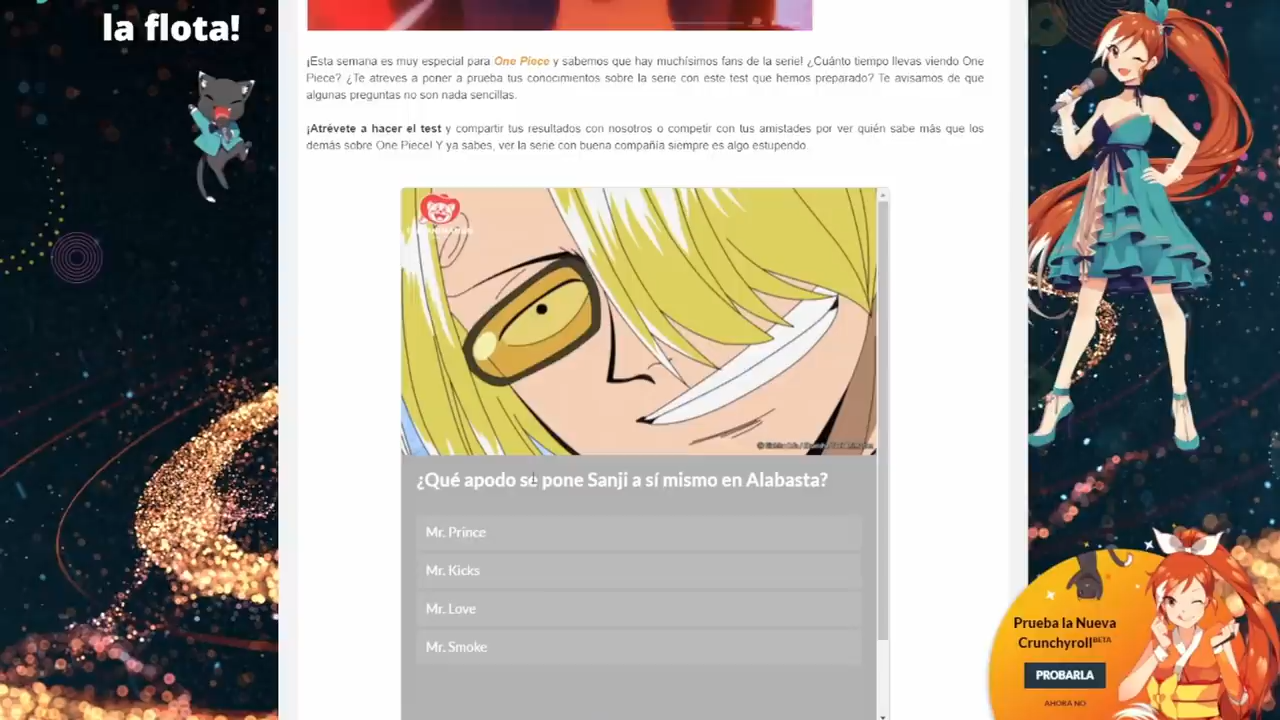 la flota!
¡Esta semana es muy especial para One Piece y sabemos que hay muchísimos fans de la serie! ¿Cuánto tiempo llevas viendo One
Piece? ¿Te atreves a poner a prueba tus conocimientos sobre la serie con este test que hemos preparado? Te avisamos de que
algunas preguntas no son nada sencillas.
¡Atrévete a hacer el test y compartir tus resultados con nosotros o competir con tus amistades por ver quién sabe más que los
demás sobre One Piece! Y ya sabes, ver la serie con buena compañía siempre es algo estupendo.
¿Qué apodo se pone Sanji a sí mismo en Alabasta?
Mr. Prince
Mr. Kicks
Mr. Love
Mr. Smoke
Prueba la Nueva
Crunchyroll BETA
PROBARLA
AHORA NO